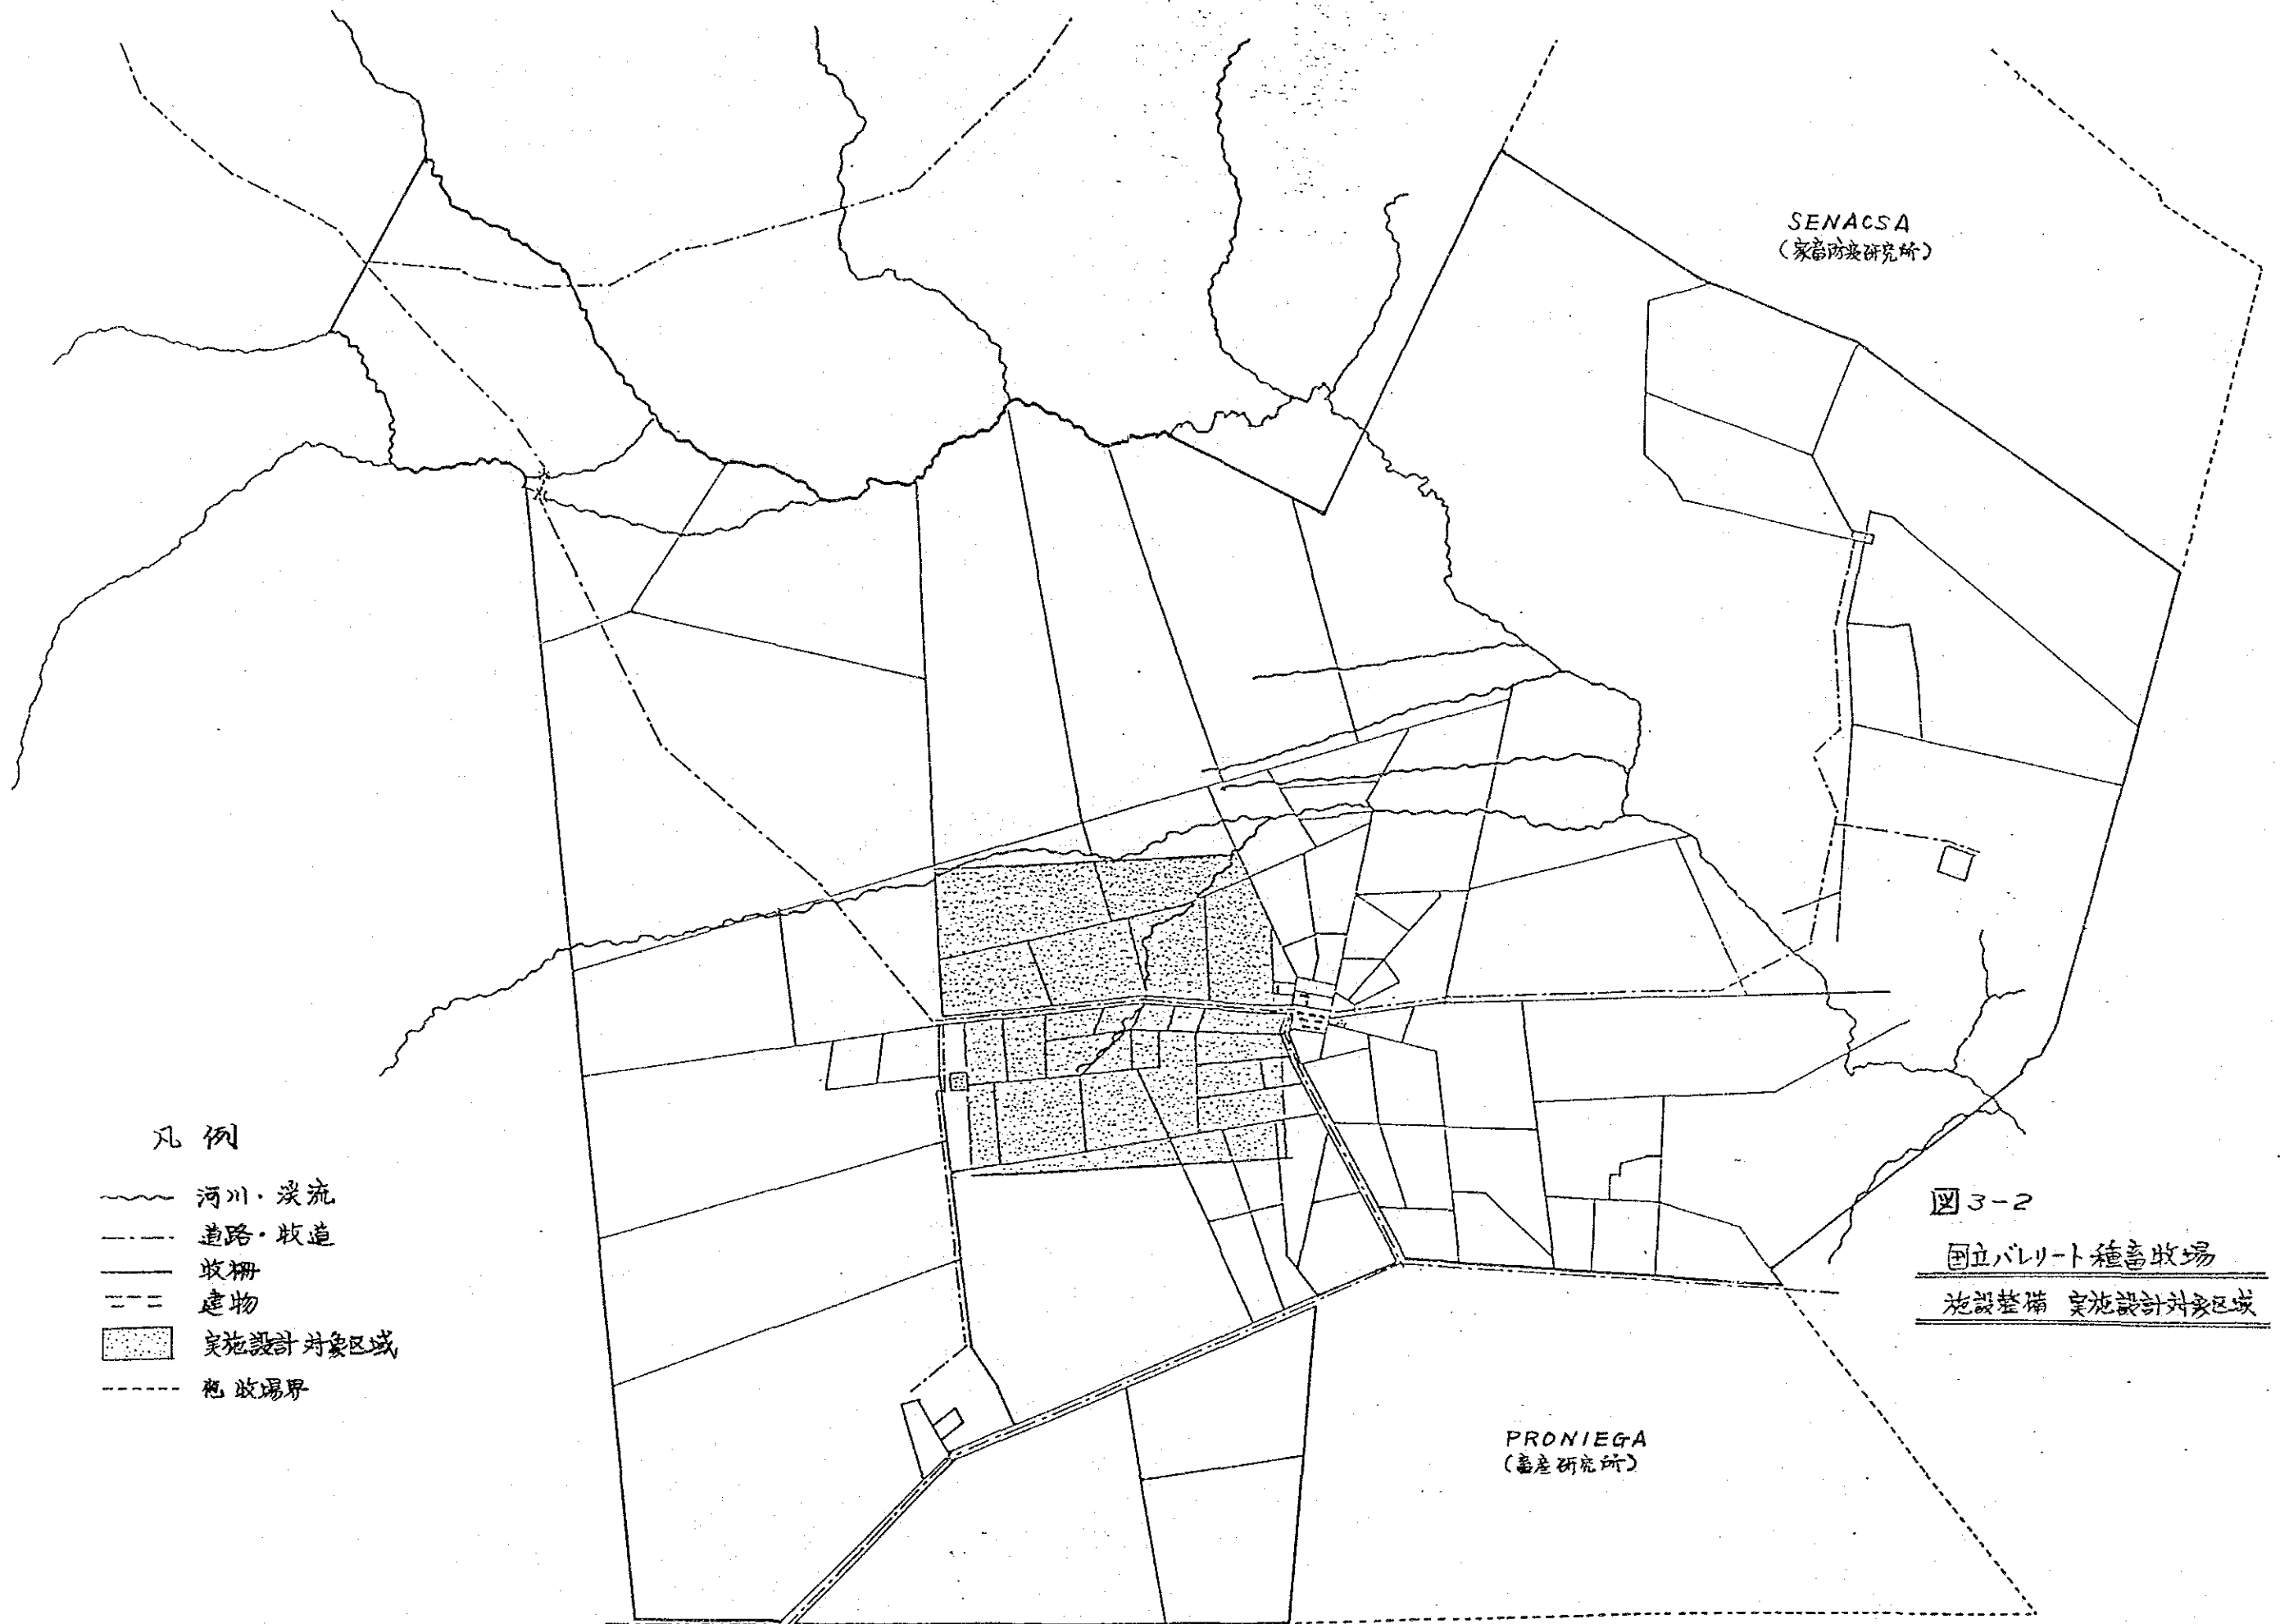 SENACSA
(家畜防疫研究所)
凡例
河川・渓流
道路・牧道
牧柵
建物
実施設計対象区域
他牧場界
図3-2
国立バレリート種畜牧場
施設整備 実施設計対象区域
PRONIEGA
(畜産研究所)